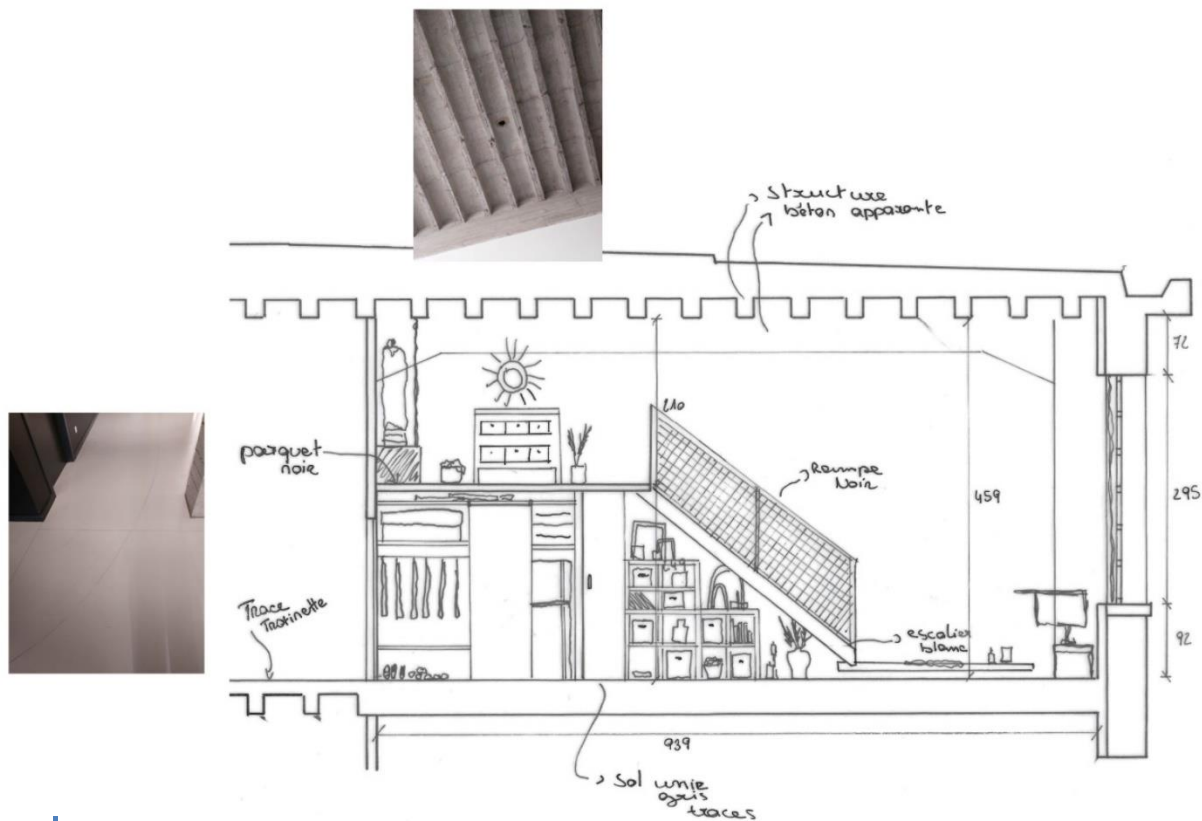 Structure
béton apparente
72
210
parquet
noir
Rampe
Noir
459
295
Trace
Trotinette
escalier
blanc
92
939
Sol unie
gris
traces